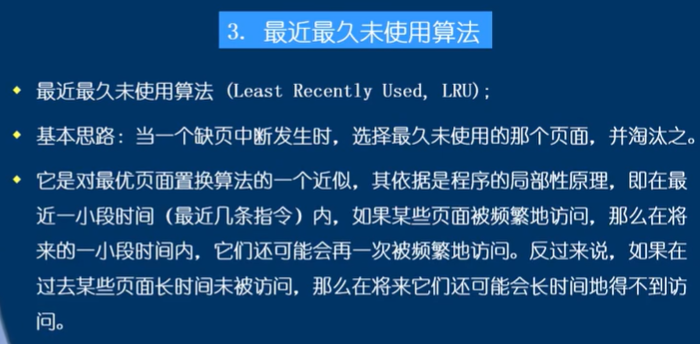 3. 最近最久未使用算法
最近最久未使用算法 (Least Recently Used, LRU);
基本思路: 当一个缺页中断发生时, 选择最久未使用的那个页面, 并淘汰之。
它是对最优页面置换算法的一个近似, 其依据是程序的局部性原理, 即在最
近一小段时间 (最近几条指令) 内, 如果某些页面被频繁地访问, 那么在将
来的一小段时间内, 它们还可能会再一次被频繁地访问。反过来说, 如果在
过去某些页面长时间未被访问, 那么在将来它们还可能会长时间地得不到访
问。